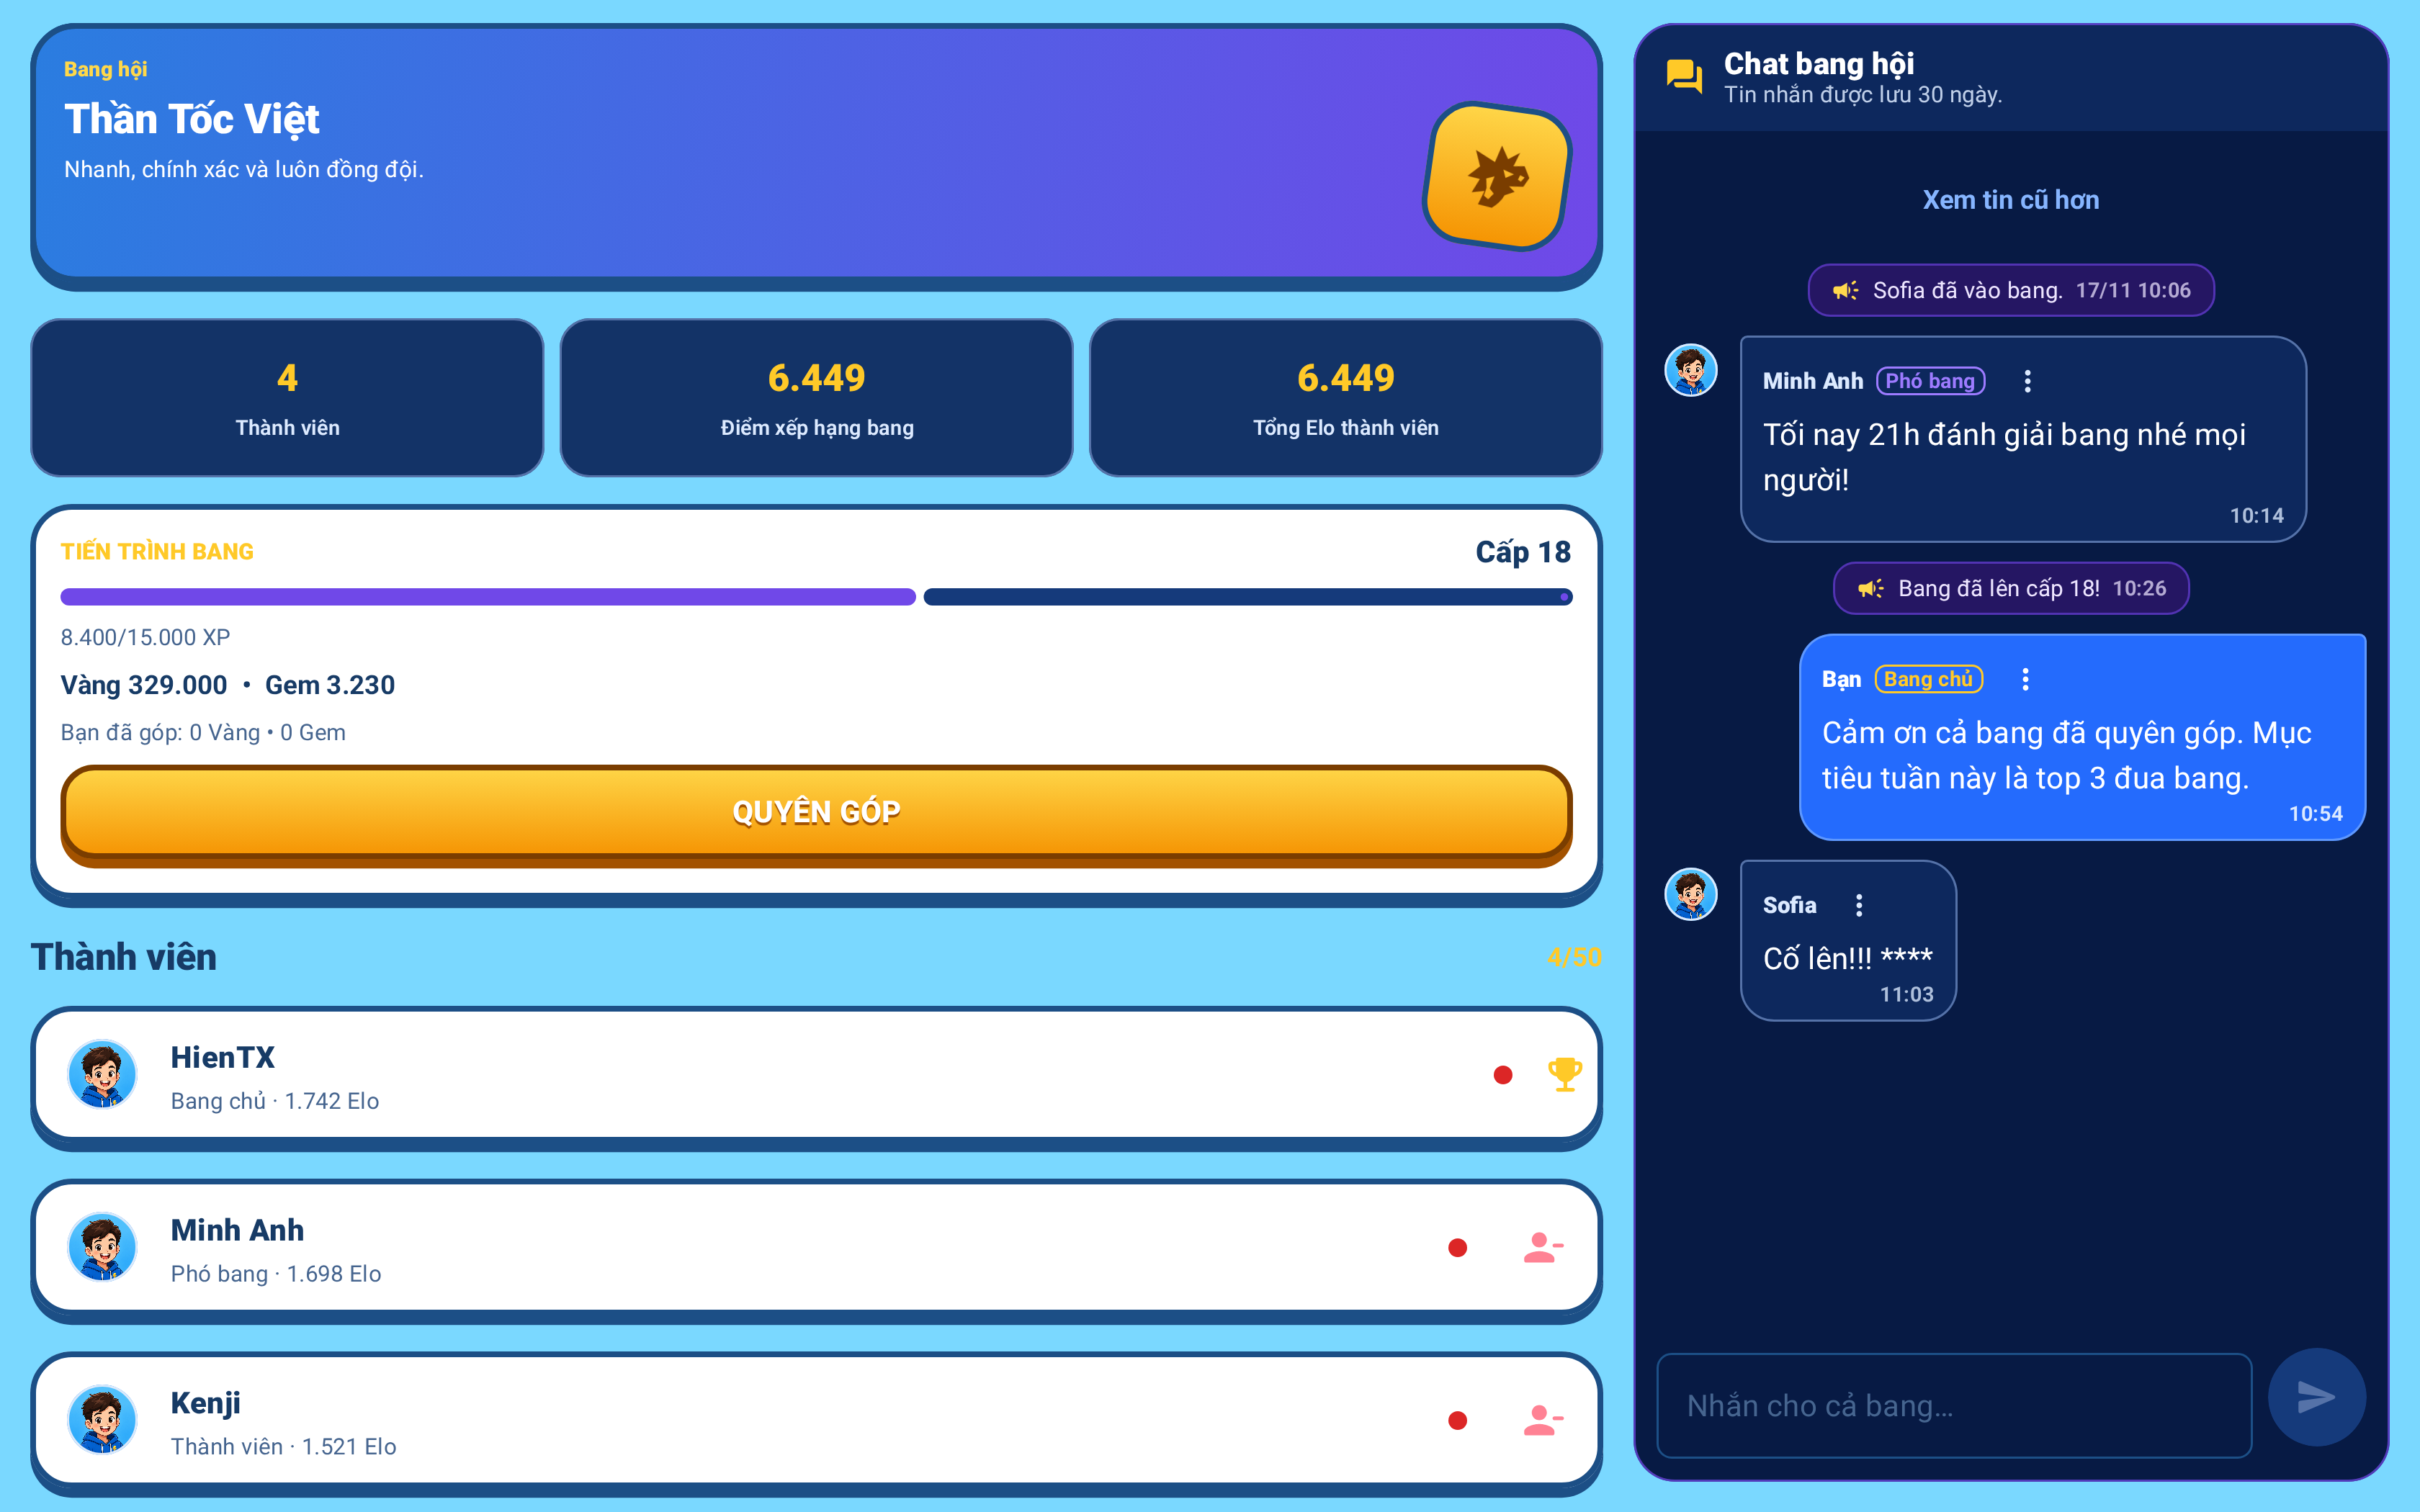 Bang hội
Thần Tốc Việt
Nhanh, chính xác và luôn đồng đội.
4
Thành viên
6.449
Điểm xếp hạng bang
6.449
Tổng Elo thành viên
TIẾN TRÌNH BANG
Cấp 18
8.400/15.000 XP
Vàng 329.000 • Gem 3.230
Bạn đã góp: 0 Vàng • 0 Gem
QUYÊN GÓP
Thành viên
4/50
HienTX
Bang chủ · 1.742 Elo
Minh Anh
Phó bang · 1.698 Elo
Kenji
Thành viên · 1.521 Elo
Chat bang hội
Tin nhắn được lưu 30 ngày.
Xem tin cũ hơn
Sofia đã vào bang. 17/11 10:06
Minh Anh Phó bang
Tối nay 21h đánh giải bang nhé mọi
người!
10:14
Bang đã lên cấp 18! 10:26
Bạn Bang chủ
Cảm ơn cả bang đã quyên góp. Mục
tiêu tuần này là top 3 đua bang.
10:54
Sofia
Cố lên!!! ****
11:03
Nhắn cho cả bang...